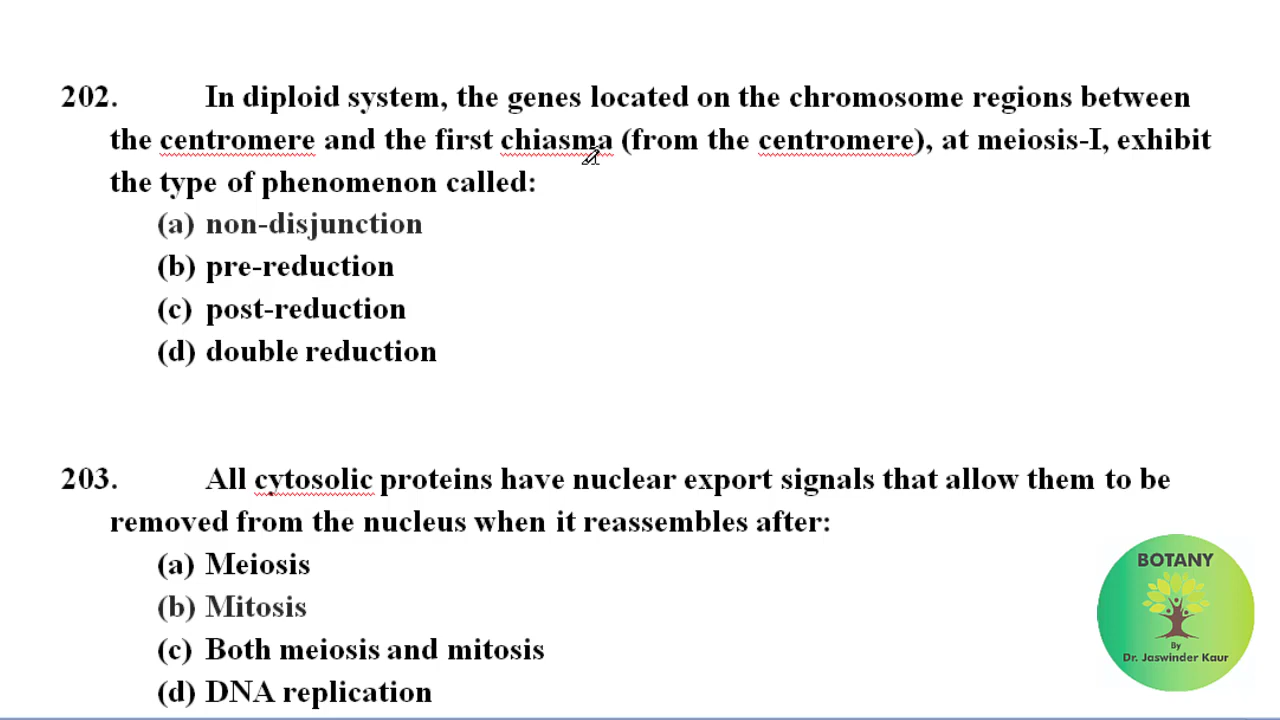 202. In diploid system, the genes located on the chromosome regions between
the centromere and the first chiasma (from the centromere), at meiosis-I, exhibit
the type of phenomenon called:
(a) non-disjunction
(b) pre-reduction
(c) post-reduction
(d) double reduction
203. All cytosolic proteins have nuclear export signals that allow them to be
removed from the nucleus when it reassembles after:
(a) Meiosis
(b) Mitosis
(c) Both meiosis and mitosis
(d) DNA replication
BOTANY
By
Dr. Jaswinder Kaur